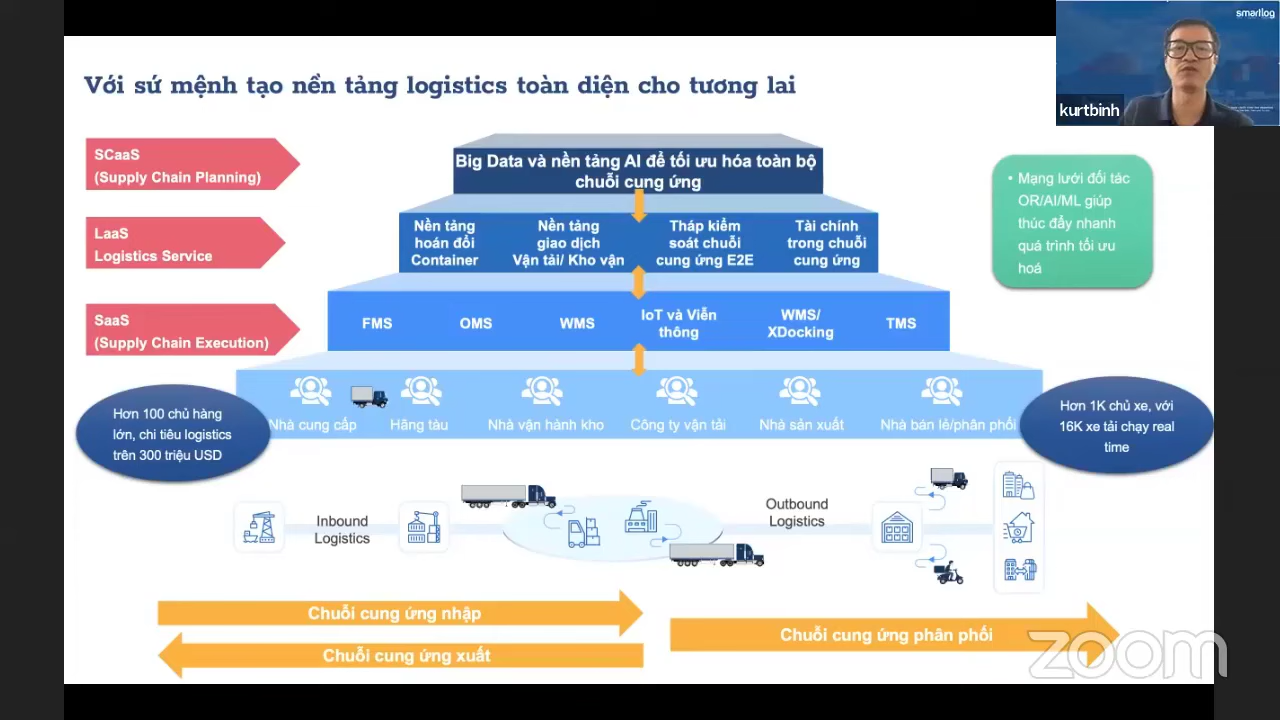 smartlog
kurtbinh
Với sứ mệnh tạo nền tảng logistics toàn diện cho tương lai
SCaaS
(Supply Chain Planning)
Big Data và nền tảng AI để tối ưu hóa toàn bộ
chuỗi cung ứng
LaaS
Logistics Service
Nền tảng
hoán đổi
Container
Nền tảng
giao dịch
Vận tải/ Kho vận
Tháp kiểm
soát chuỗi
cung ứng E2E
Tài chính
trong chuỗi
cung ứng
• Mạng lưới đối tác
OR/AI/ML giúp
thúc đẩy nhanh
quá trình tối ưu
hoá
SaaS
(Supply Chain Execution)
FMS
OMS
WMS
IoT và Viễn
thông
WMS/
XDocking
TMS
Nhà cung cấp
Hãng tàu
Nhà vận hành kho
Công ty vận tải
Nhà sản xuất
Nhà bán lẻ/phân phối
Hơn 100 chủ hàng
lớn, chi tiêu logistics
trên 300 triệu USD
Hơn 1K chủ xe, với
16K xe tải chạy real
time
Inbound
Logistics
Outbound
Logistics
Chuỗi cung ứng nhập
Chuỗi cung ứng xuất
Chuỗi cung ứng phân phối
zoom